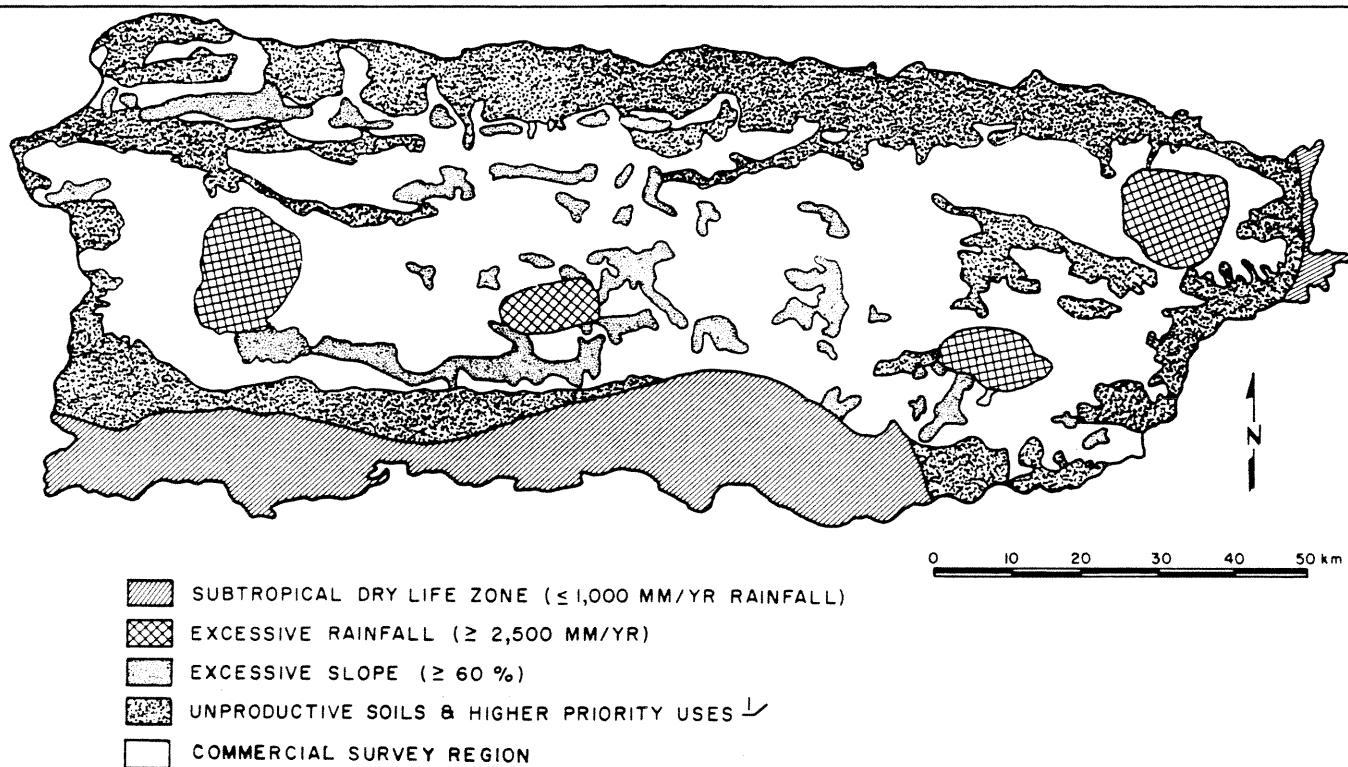 N
0 10 20 30 40 50 km
SUBTROPICAL DRY LIFE ZONE (≤ 1,000 MM/YR RAINFALL)
EXCESSIVE RAINFALL (≥ 2,500 MM/YR)
EXCESSIVE SLOPE (≥ 60 %)
UNPRODUCTIVE SOILS & HIGHER PRIORITY USES 1/
COMMERCIAL SURVEY REGION